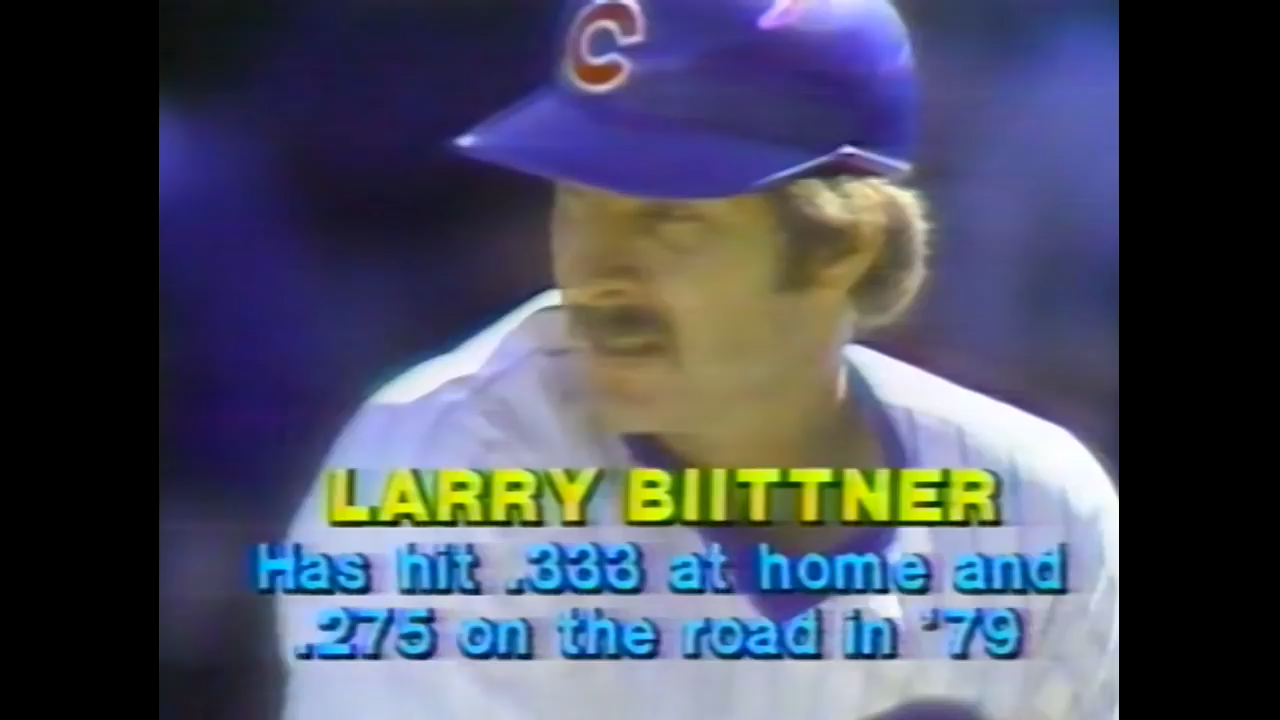 C
LARRY BIITTNER
Has hit .333 at home and
.275 on the road in '79